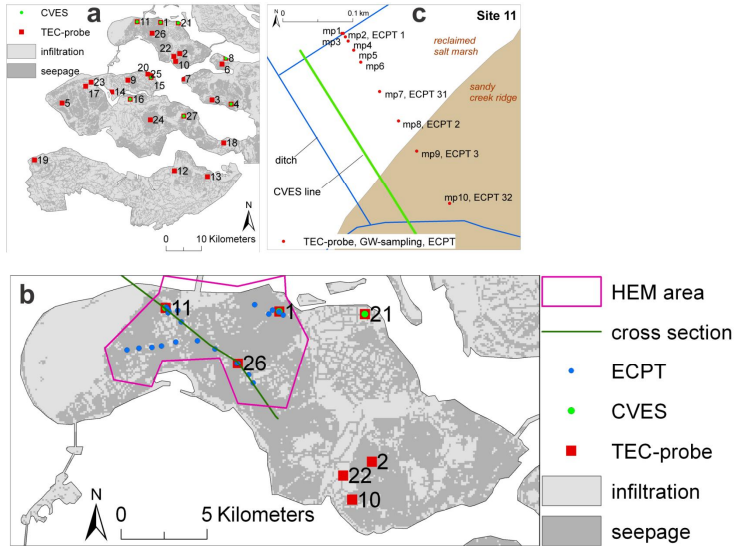 a
CVES
TEC-probe
infiltration
seepage
11
1
21
26
22
2
10
8
6
20
25
7
23
9
15
17
14
16
5
3
4
24
27
18
19
12
13
N
0 10 Kilometers
c
Site 11
0 0.1 km
N
mp1
mp2, ECPT 1
mp3
mp4
mp5
mp6
mp7, ECPT 31
mp8, ECPT 2
mp9, ECPT 3
mp10, ECPT 32
reclaimed
salt marsh
sandy
creek ridge
ditch
CVES line
TEC-probe, GW-sampling, ECPT
b
11
1
21
26
2
22
10
N
0 5 Kilometers
HEM area
cross section
ECPT
CVES
TEC-probe
infiltration
seepage